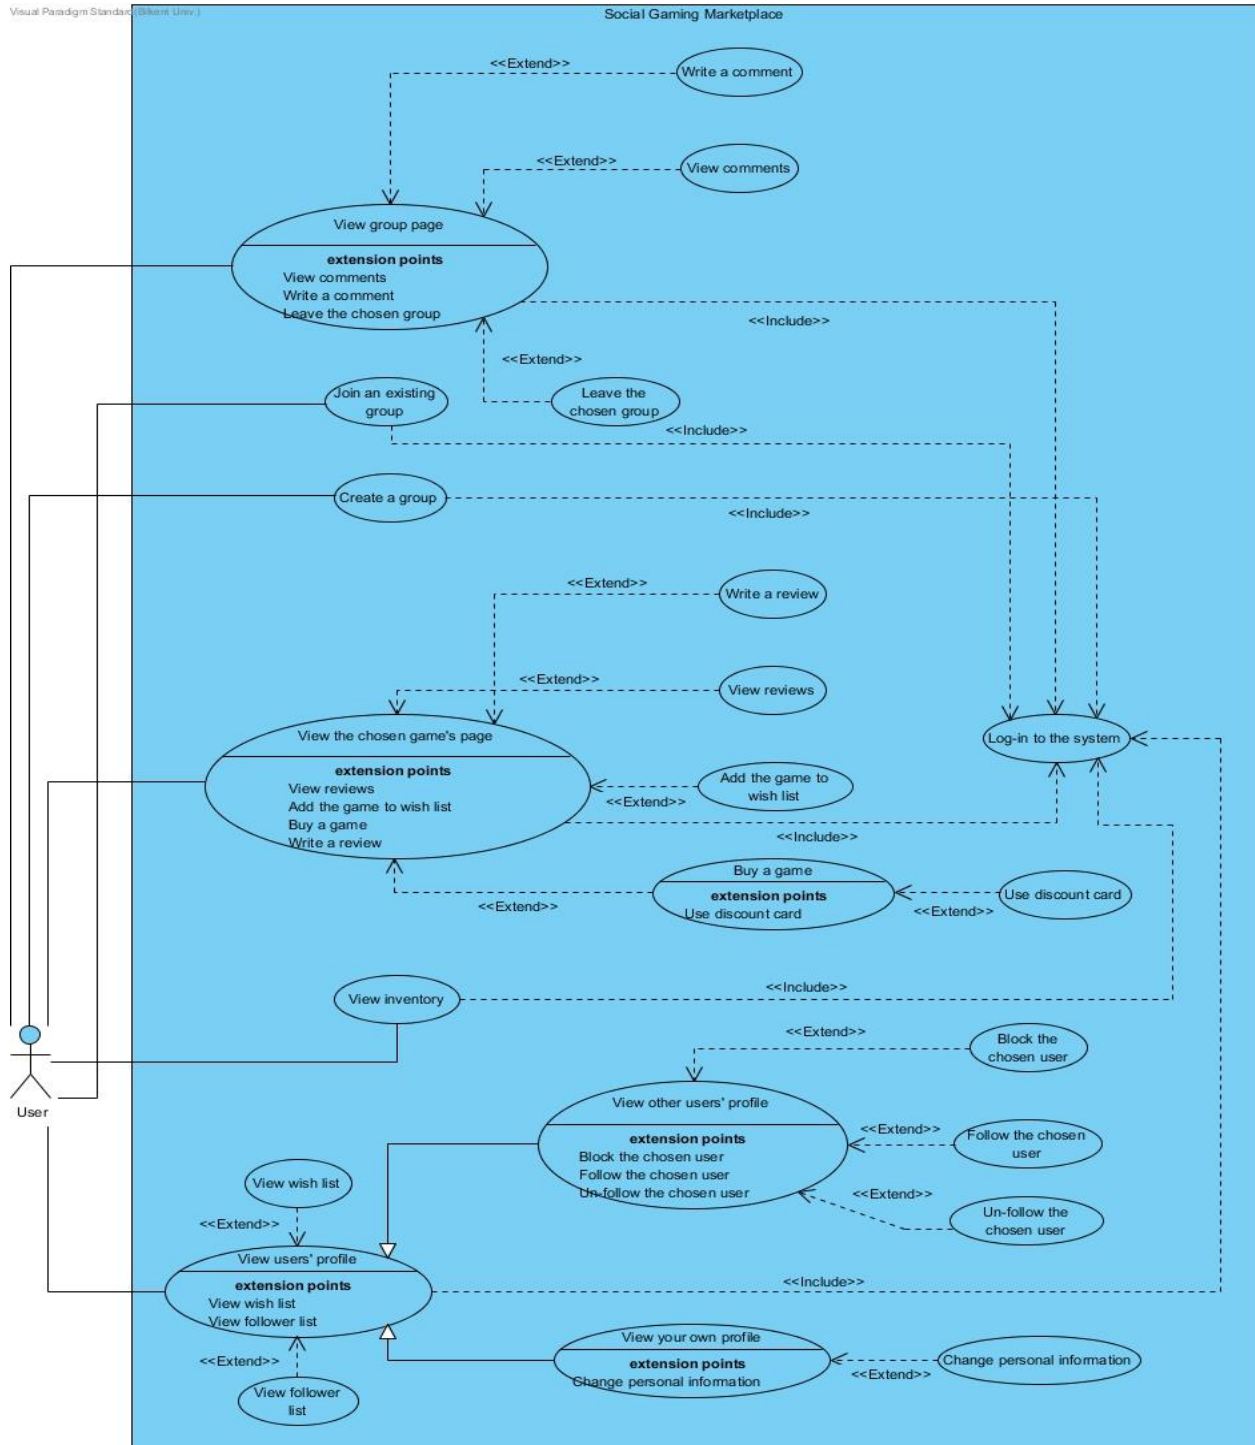 Visual Paradigm Standard(Bilkent Univ.)
Social Gaming Marketplace
<<Extend>>
Write a comment
<<Extend>>
View comments
View group page
extension points
View comments
Write a comment
Leave the chosen group
<<Include>>
<<Extend>>
Join an existing
group
Leave the
chosen group
<<Include>>
Create a group
<<Include>>
<<Extend>>
Write a review
<<Extend>>
View reviews
View the chosen game's page
extension points
View reviews
Add the game to wish list
Buy a game
Write a review
Log-in to the system
Add the game to
wish list
<<Extend>>
<<Include>>
Buy a game
extension points
Use discount card
<<Extend>>
Use discount card
<<Extend>>
View inventory
<<Include>>
<<Extend>>
Block the
chosen user
User
View other users' profile
extension points
Block the chosen user
Follow the chosen user
Un-follow the chosen user
<<Extend>>
Follow the chosen
user
<<Extend>>
Un-follow the
chosen user
View wish list
<<Extend>>
View users' profile
extension points
View wish list
View follower list
<<Include>>
<<Extend>>
View follower
list
View your own profile
extension points
Change personal information
Change personal information
<<Extend>>